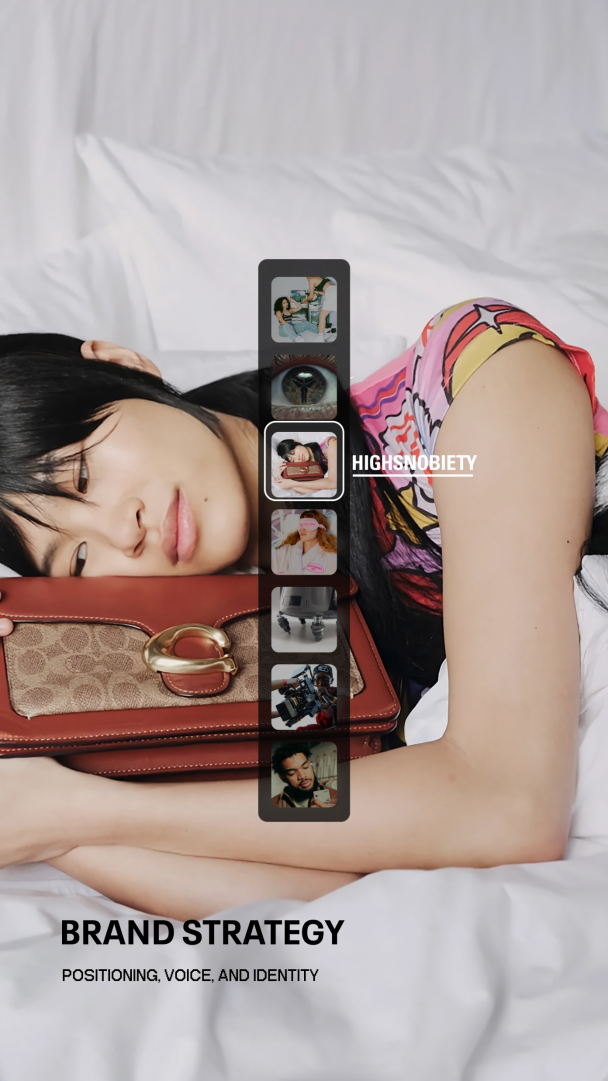 HIGHSNOBIETY
BRAND STRATEGY
POSITIONING, VOICE, AND IDENTITY